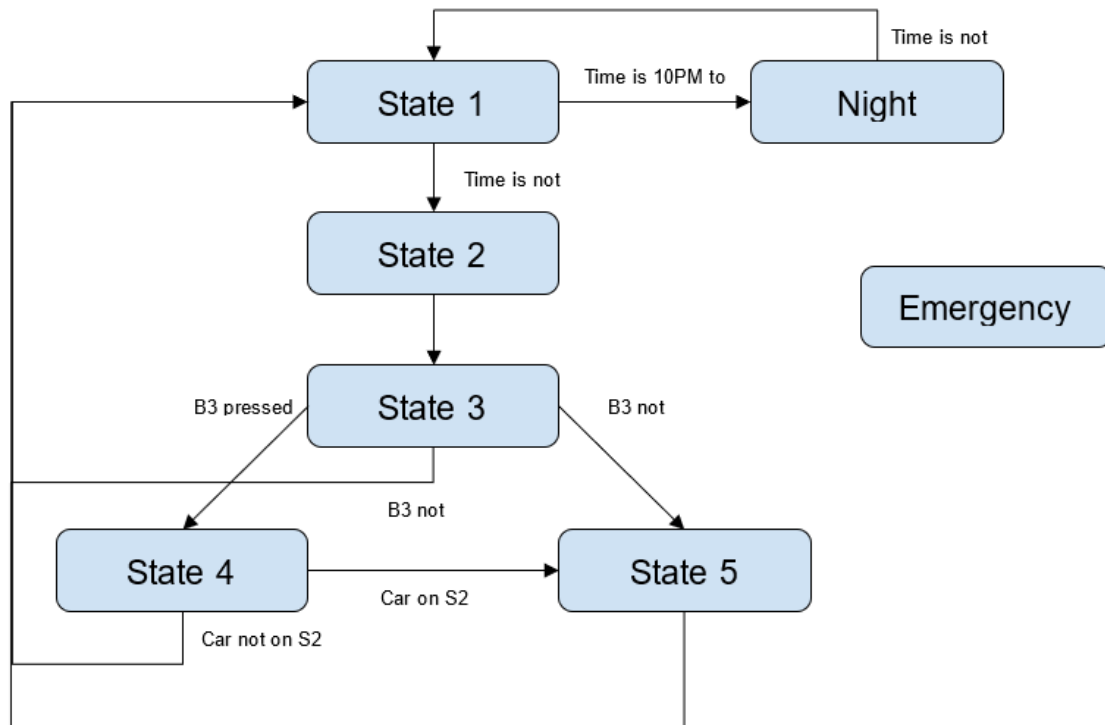 Time is not
State 1
Time is 10PM to
Night
Time is not
State 2
Emergency
State 3
B3 pressed
B3 not
B3 not
State 4
State 5
Car on S2
Car not on S2